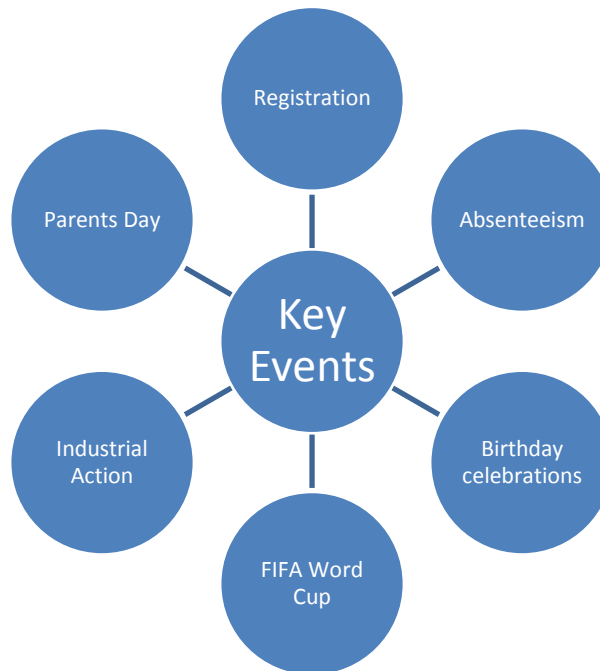 Registration
Parents Day
Absenteeism
Key
Events
Industrial
Action
Birthday
celebrations
FIFA Word
Cup